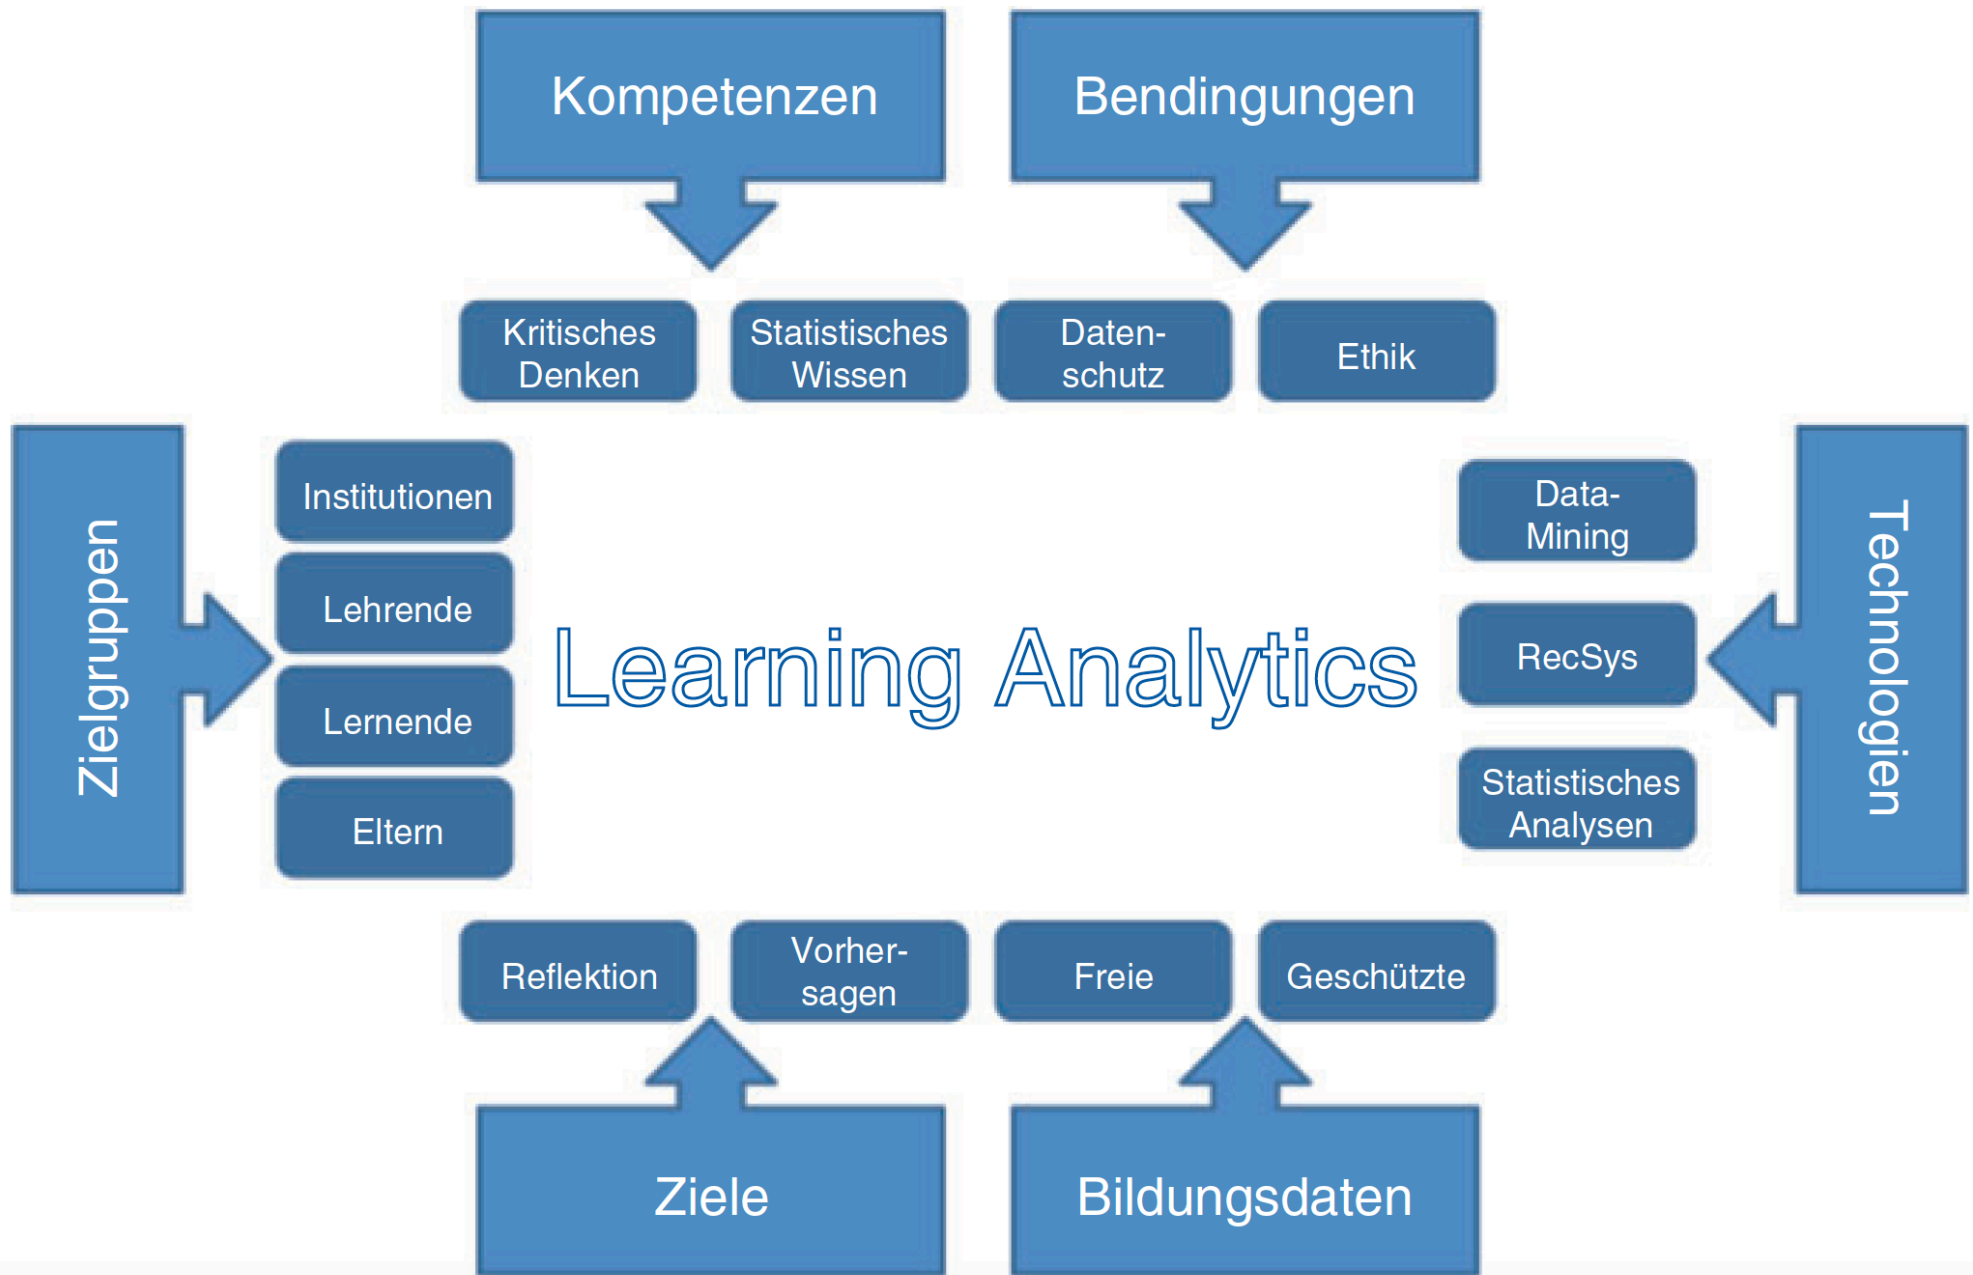 Kompetenzen
Bendingungen
Kritisches
Denken
Statistisches
Wissen
Daten-
schutz
Ethik
Zielgruppen
Institutionen
Lehrende
Lernende
Eltern
Learning Analytics
Data-
Mining
RecSys
Statistisches
Analysen
Technologien
Reflektion
Vorher-
sagen
Freie
Geschützte
Ziele
Bildungsdaten